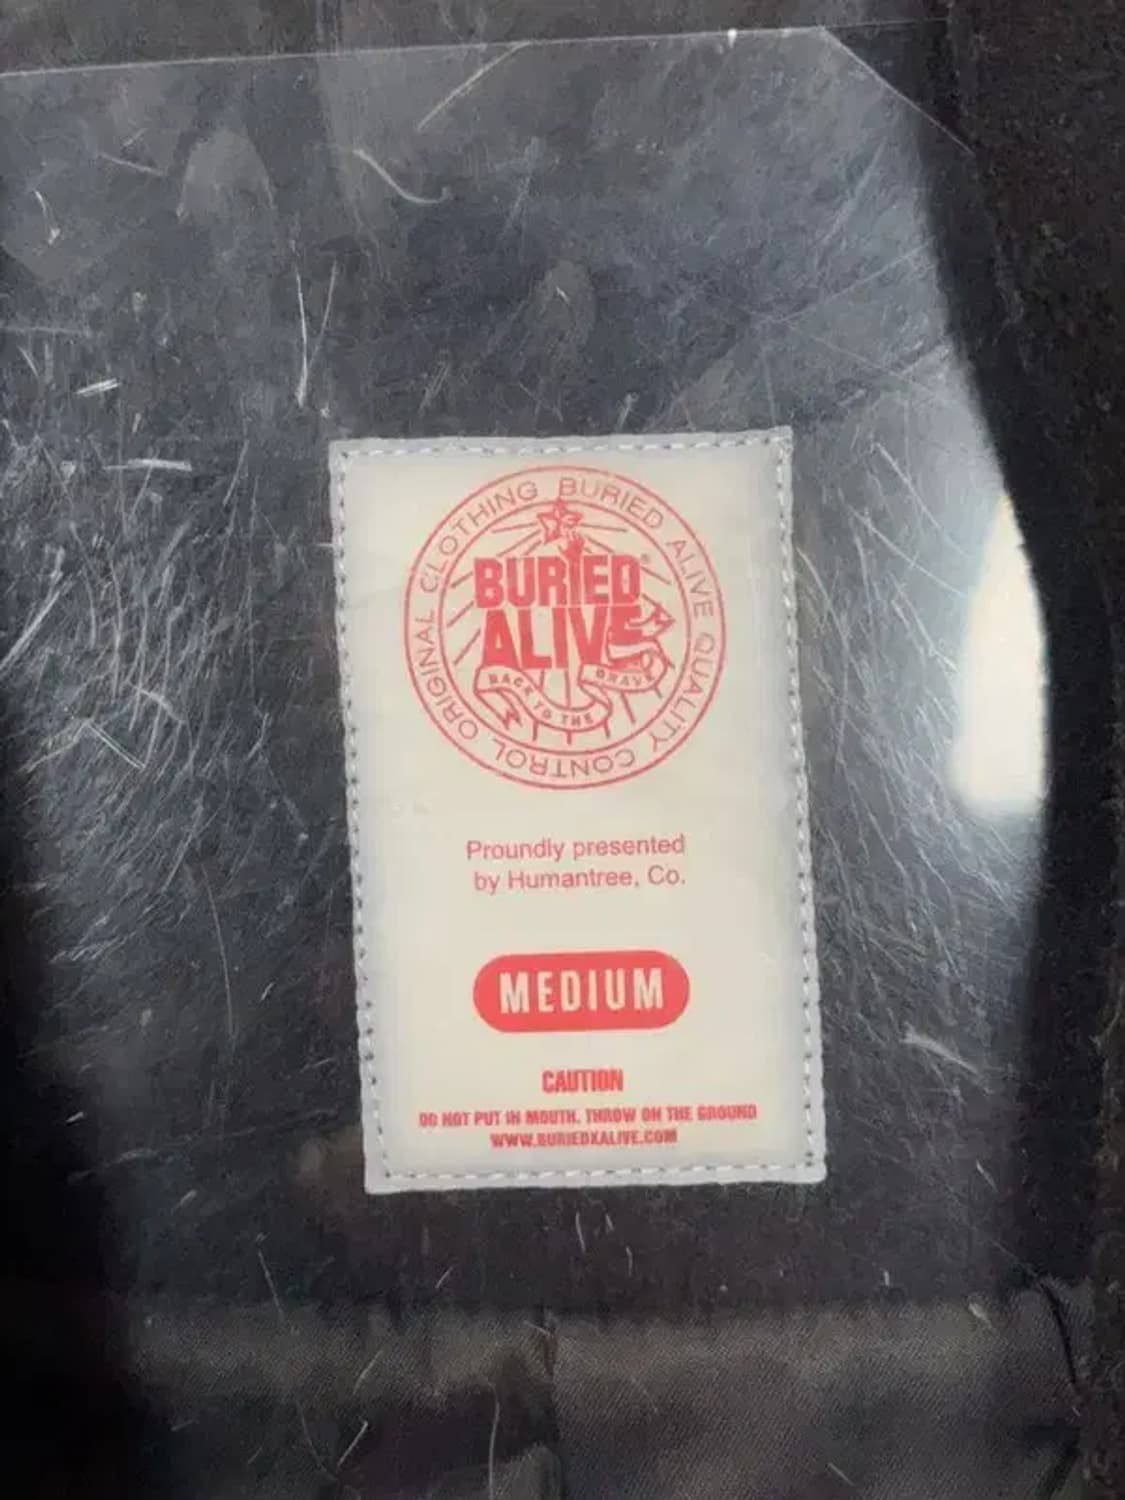 ORIGINAL CLOTHING BURIED ALIVE QUALITY CONTROL
BURIED®
ALIVE
BACK TO THE GRAVE
Proundly presented
by Humantree, Co.
MEDIUM
CAUTION
DO NOT PUT IN MOUTH. THROW ON THE GROUND
WWW.BURIEDXALIVE.COM